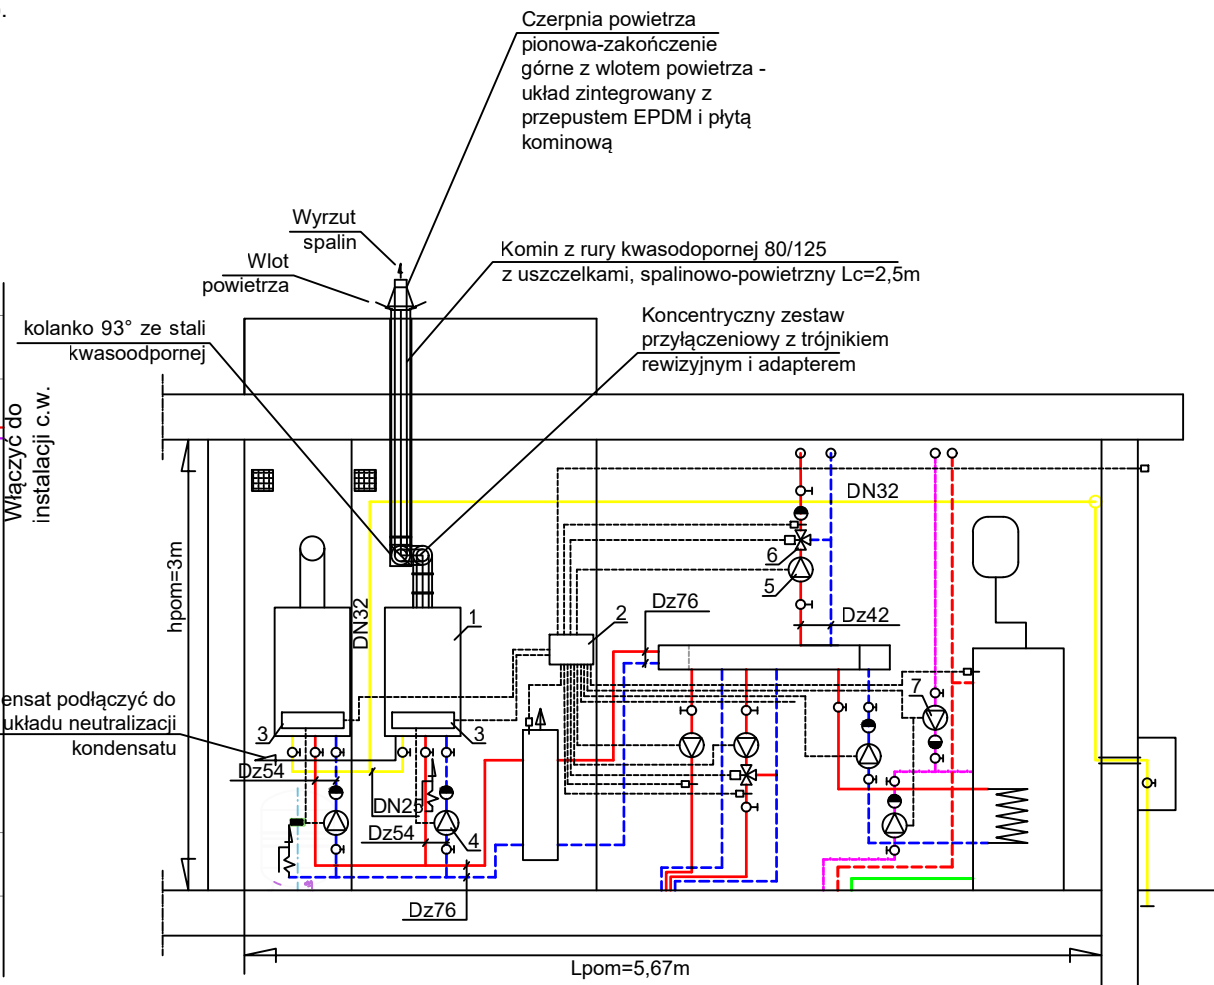 Czerpnia powietrza
pionowa-zakończenie
górne z wlotem powietrza -
układ zintegrowany z
przepustem EPDM i płytą
kominową
Wyrzut
spalin
Wlot
powietrza
Komin z rury kwasodopornej 80/125
z uszczelkami, spalinowo-powietrzny Lc=2,5m
kolanko 93° ze stali
kwasoodpornej
Koncentryczny zestaw
przyłączeniowy z trójnikiem
rewizyjnym i adapterem
Włączyć do
instalacji c.w.
hpom=3m
DN32
DN32
6
5
Dz76
Dz42
1
2
7
ensat podłączyć do
układu neutralizacji
kondensatu
3
3
Dz54
DN25
Dz54
4
Dz76
Lpom=5,67m